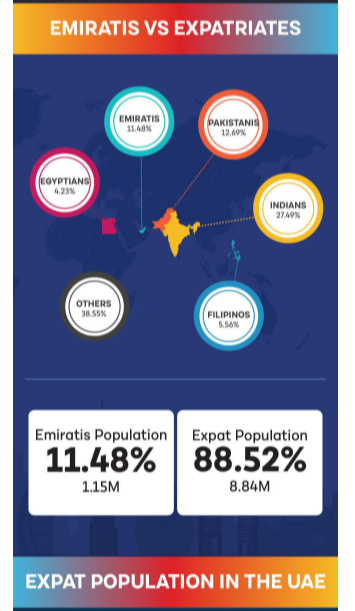 EMIRATIS VS EXPATRIATES
EMIRATIS
11.48%
PAKISTANIS
12.69%
EGYPTIANS
4.23%
INDIANS
27.49%
OTHERS
38.55%
FILIPINOS
5.56%
Emiratis Population
11.48%
1.15M
Expat Population
88.52%
8.84M
EXPAT POPULATION IN THE UAE